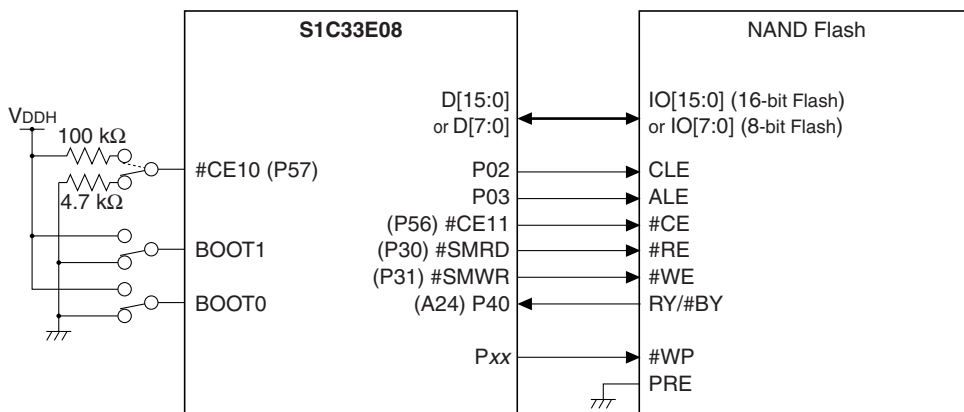 S1C33E08
NAND Flash
VDDH
100 kΩ
4.7 kΩ
#CE10 (P57)
BOOT1
BOOT0
D[15:0]
or D[7:0]
IO[15:0] (16-bit Flash)
or IO[7:0] (8-bit Flash)
P02
CLE
P03
ALE
(P56) #CE11
#CE
(P30) #SMRD
#RE
(P31) #SMWR
#WE
(A24) P40
RY/#BY
Pxx
#WP
PRE